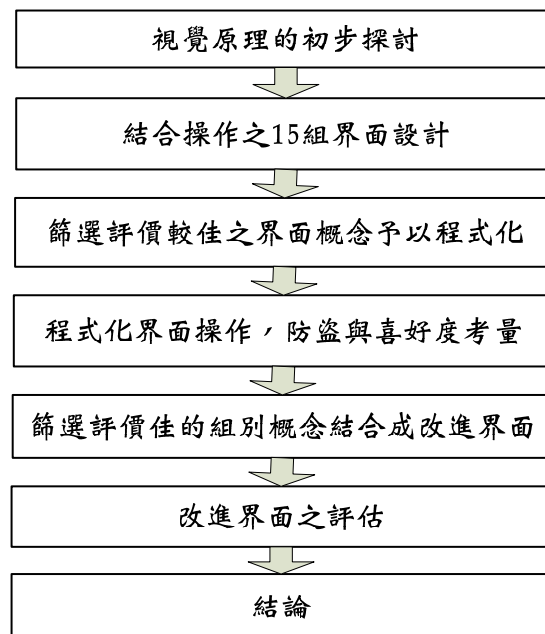 視覺原理的初步探討
結合操作之15組界面設計
篩選評價較佳之界面概念予以程式化
程式化界面操作，防盜與喜好度考量
篩選評價佳的組別概念結合成改進界面
改進界面之評估
結論